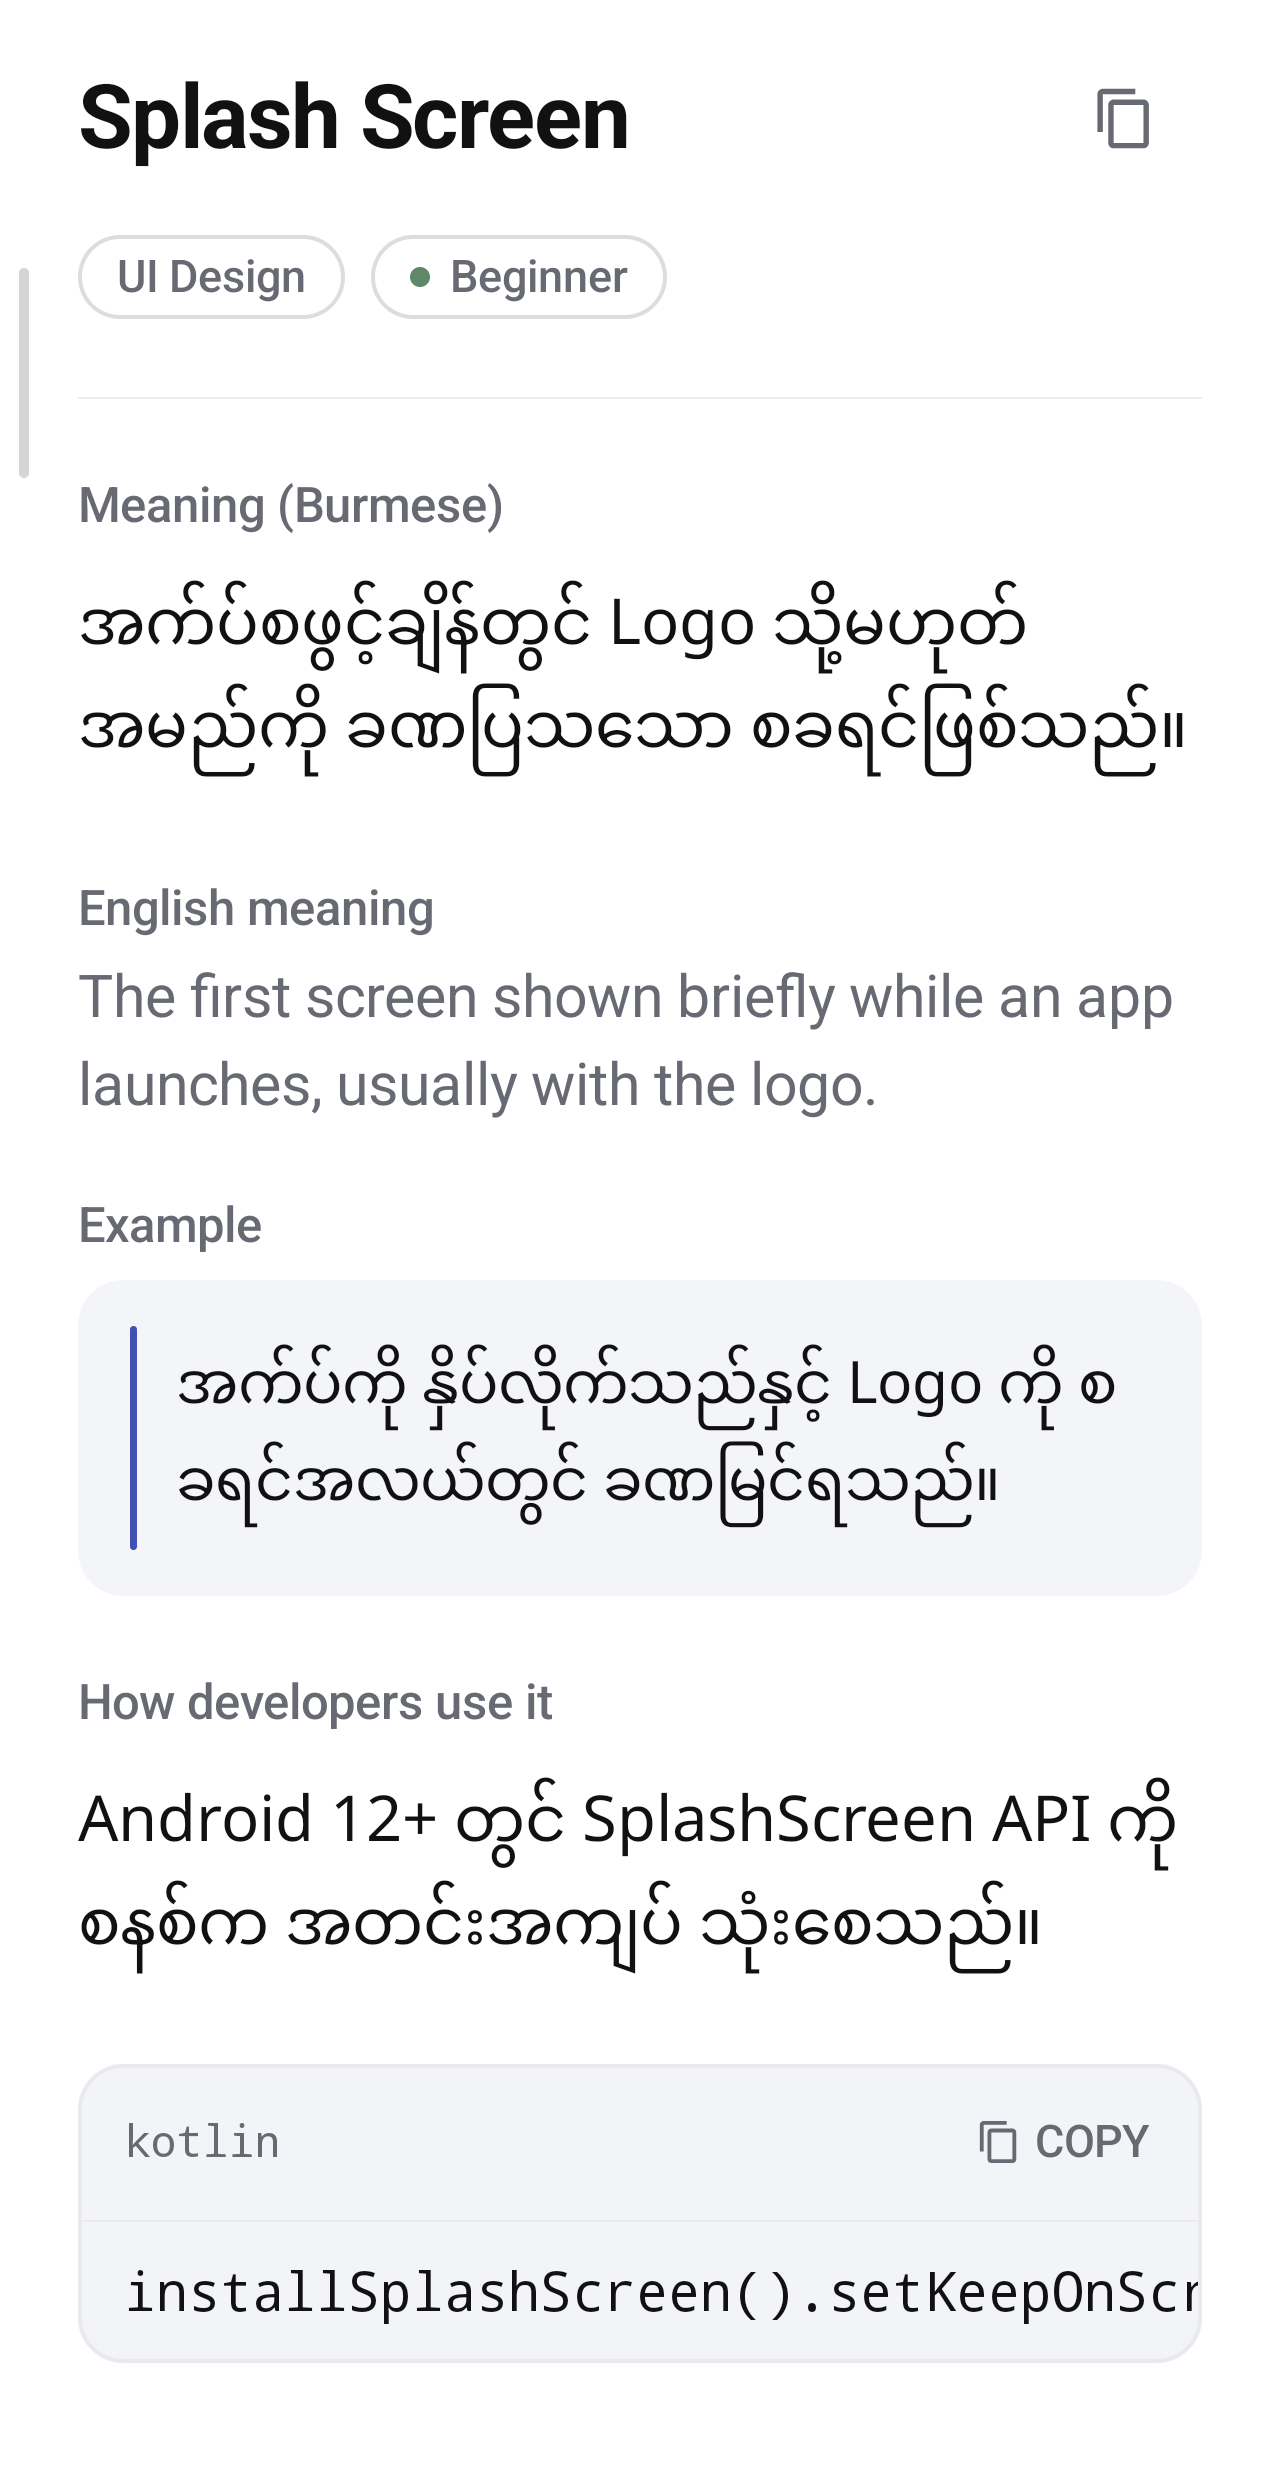 Splash Screen
UI Design
Beginner
Meaning (Burmese)
အက်ပ်စဖွင့်ချိန်တွင် Logo သို့မဟုတ်
အမည်ကို ခဏပြသသော စခရင်ဖြစ်သည်။
English meaning
The first screen shown briefly while an app
launches, usually with the logo.
Example
အက်ပ်ကို နှိပ်လိုက်သည်နှင့် Logo ကို စ
ခရင်အလယ်တွင် ခဏမြင်ရသည်။
How developers use it
Android 12+ တွင် SplashScreen API ကို
စနစ်က အတင်းအကျပ် သုံးစေသည်။
kotlin
COPY
installSplashScreen().setKeepOnScr